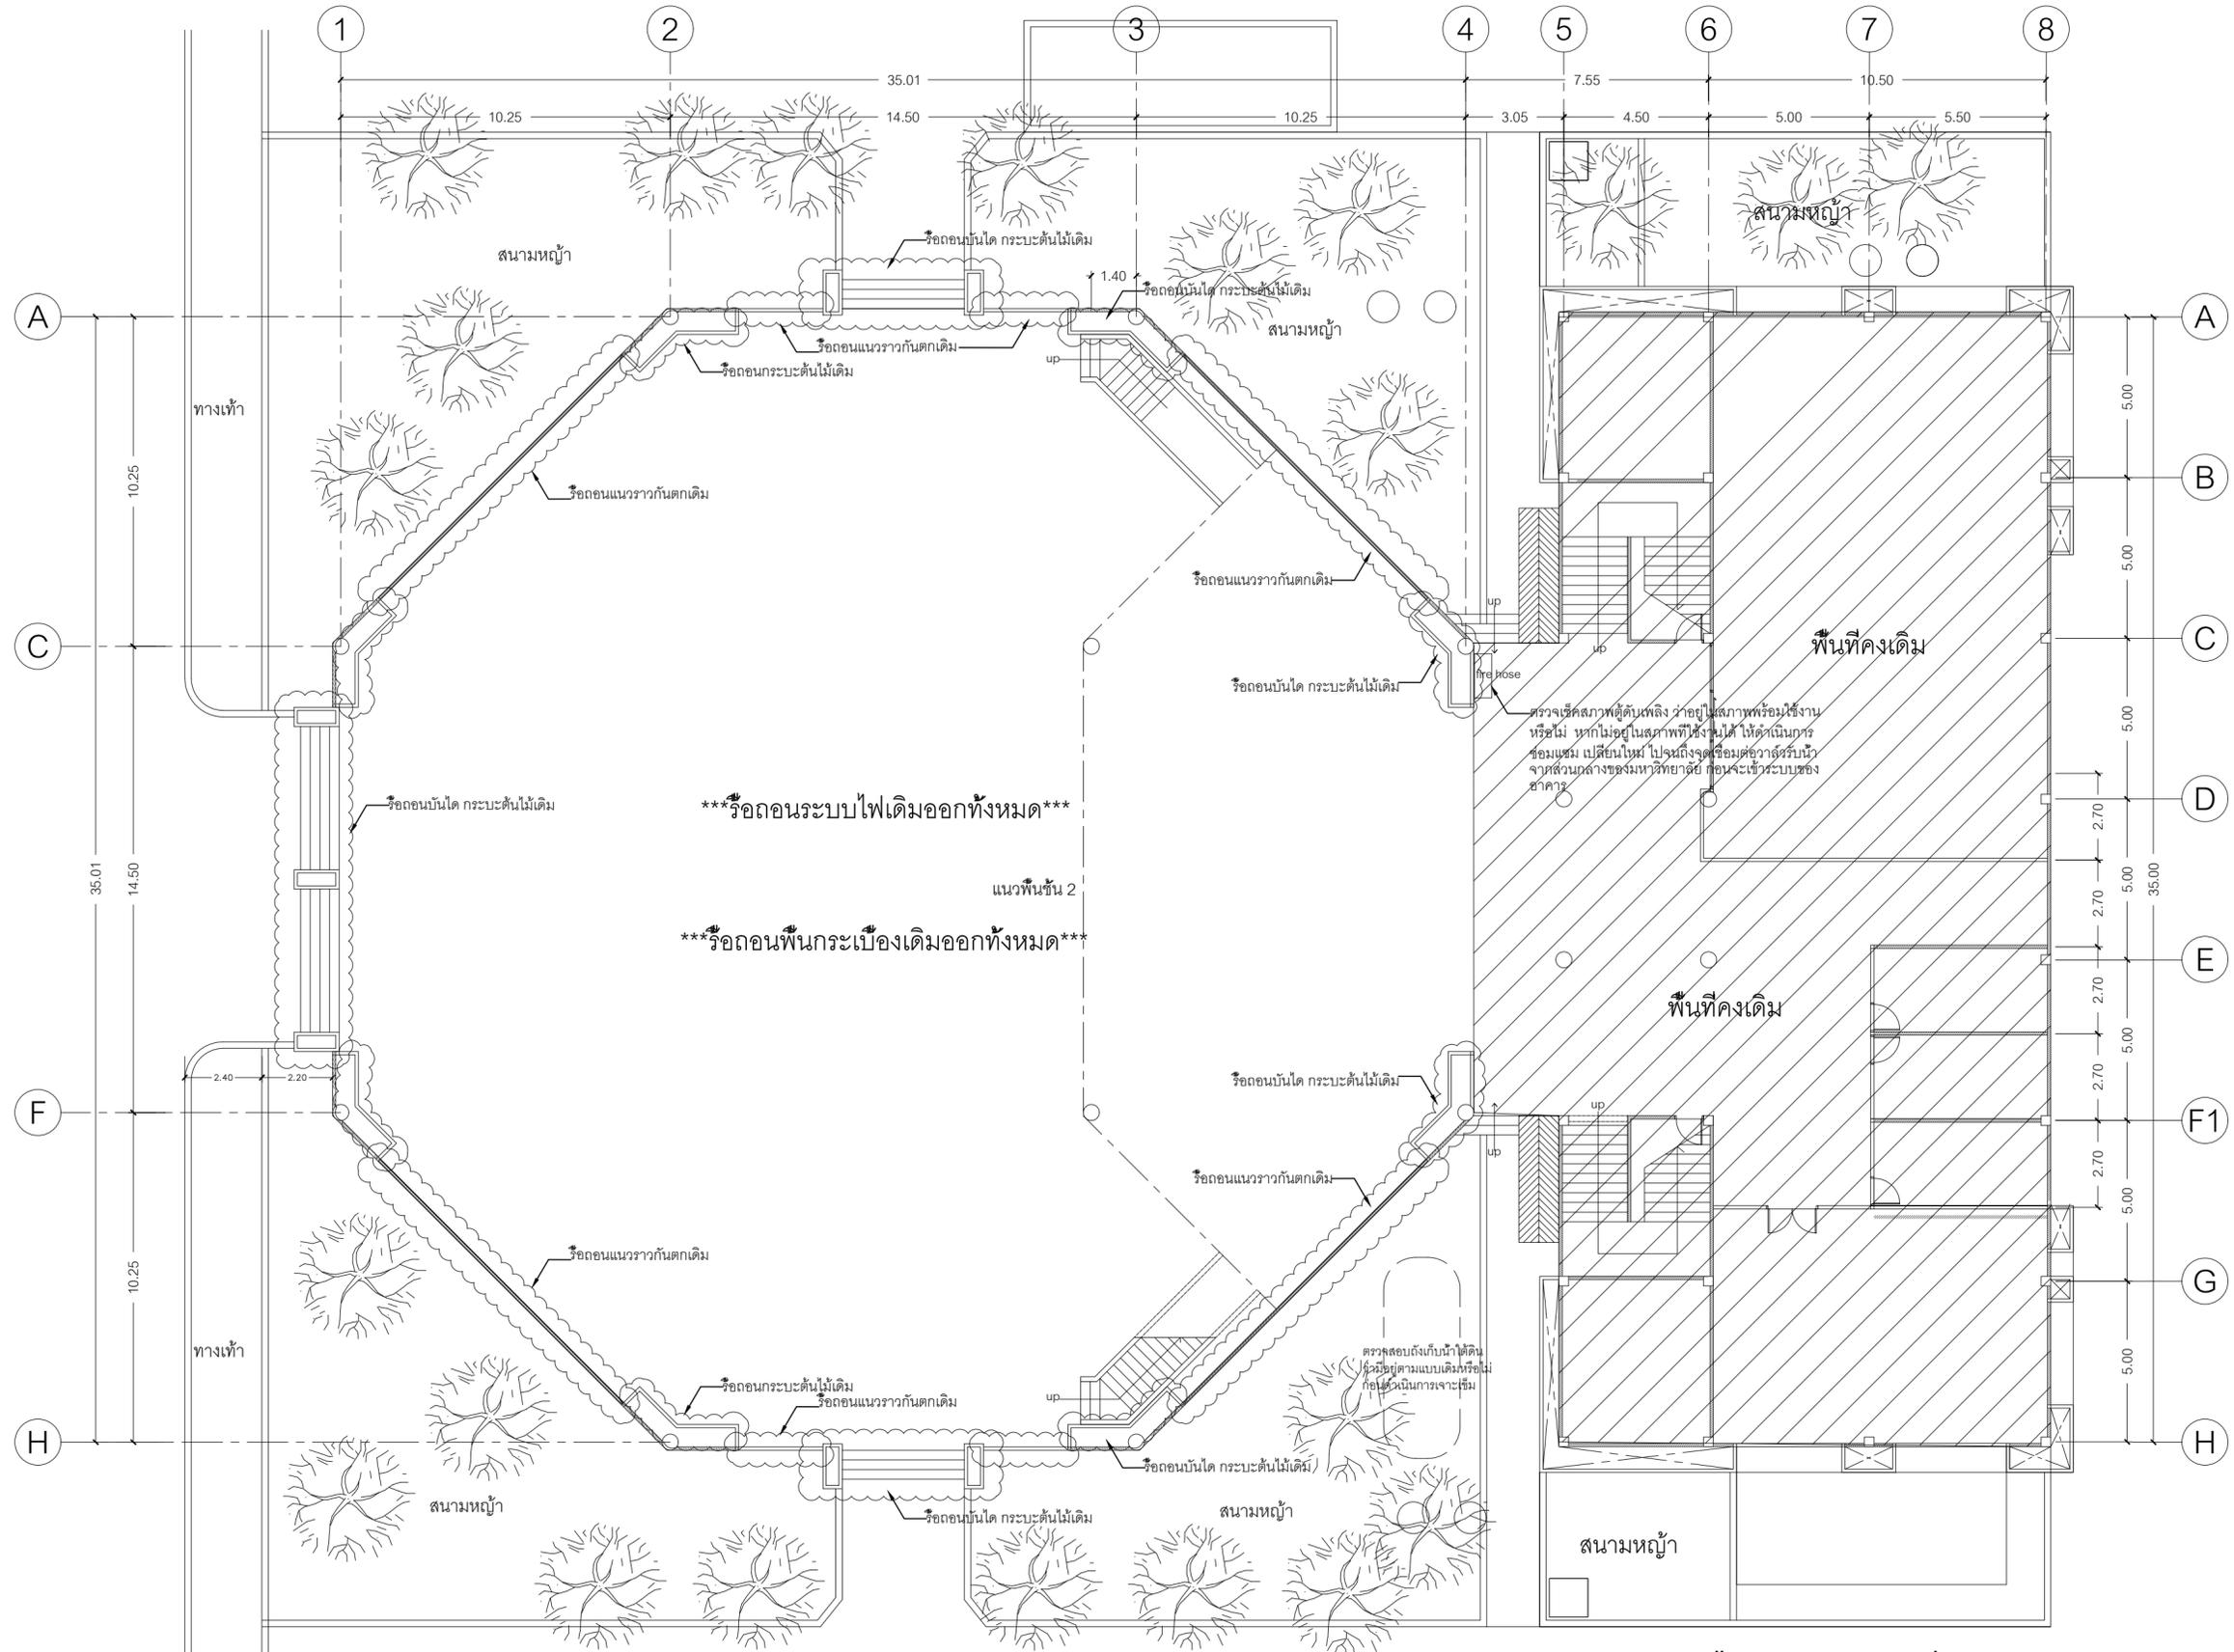 1 2 3 4 5 6 7 8
35.01 7.55 10.50
10.25 14.50 10.25 3.05 4.50 5.00 5.50
สนามหญ้า
รื้อถอนบันได กระบะต้นไม้เดิม
สนามหญ้า
1.40
รื้อถอนบันได กระบะต้นไม้เดิม
A
A
สนามหญ้า
รื้อถอนแนวราวกันตกเดิม
up
รื้อถอนกระบะต้นไม้เดิม
ทางเท้า
5.00
10.25
B
รื้อถอนแนวราวกันตกเดิม
5.00
รื้อถอนแนวราวกันตกเดิม
up
C
up
พื้นที่คงเดิม
C
fire hose
รื้อถอนบันได กระบะต้นไม้เดิม
ตรวจเช็คสภาพตู้ดับเพลิง ว่าอยู่ในสภาพพร้อมใช้งาน
หรือไม่ หากไม่อยู่ในสภาพที่ใช้งานได้ ให้ดำเนินการ
ซ่อมแซม เปลี่ยนใหม่ ไปจนถึงจุดเชื่อมต่อวาล์วรับน้ำ
จากส่วนกลางของมหาวิทยาลัย ก่อนจะเข้าระบบของ
อาคาร
5.00
D
รื้อถอนบันได กระบะต้นไม้เดิม
***รื้อถอนระบบไฟเดิมออกทั้งหมด***
2.70
35.01
14.50
แนวพื้นชั้น 2
5.00
35.00
2.70
***รื้อถอนพื้นกระเบื้องเดิมออกทั้งหมด***
E
2.70
พื้นที่คงเดิม
5.00
2.40 2.20
รื้อถอนบันได กระบะต้นไม้เดิม
2.70
up
F
F1
up
2.70
รื้อถอนแนวราวกันตกเดิม
5.00
รื้อถอนแนวราวกันตกเดิม
10.25
G
ทางเท้า
ตรวจสอบถังเก็บน้ำใต้ดิน
ว่ามีอยู่ตามแบบเดิมหรือไม่
ก่อนดำเนินการเจาะเข็ม
5.00
รื้อถอนกระบะต้นไม้เดิม
up
รื้อถอนแนวราวกันตกเดิม
H
H
รื้อถอนบันได กระบะต้นไม้เดิม
สนามหญ้า
รื้อถอนบันได กระบะต้นไม้เดิม
สนามหญ้า
สนามหญ้า